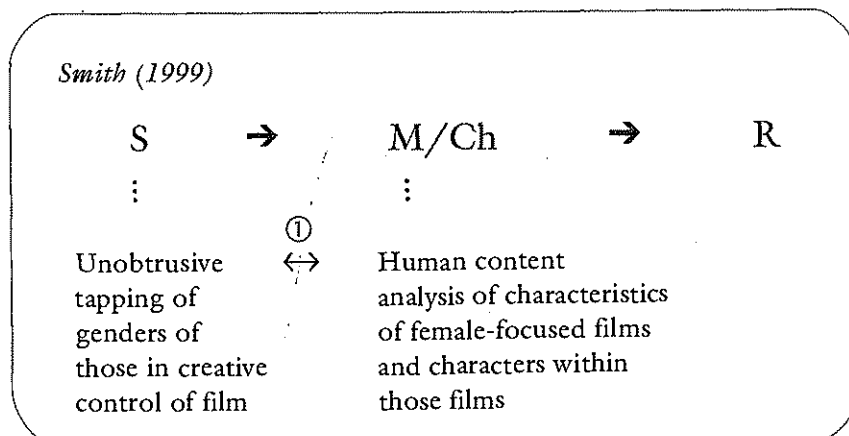 Smith (1999)
S → M/Ch → R
⋮ ⋮
①
Unobtrusive ↔ Human content
tapping of analysis of characteristics
genders of of female-focused films
those in creative and characters within
control of film those films